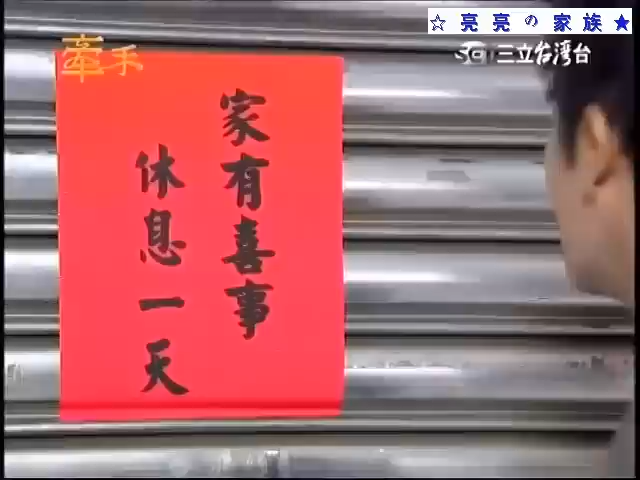 ☆ 亮亮の家族★
牽手
三立台灣台
家有喜事
休息一天